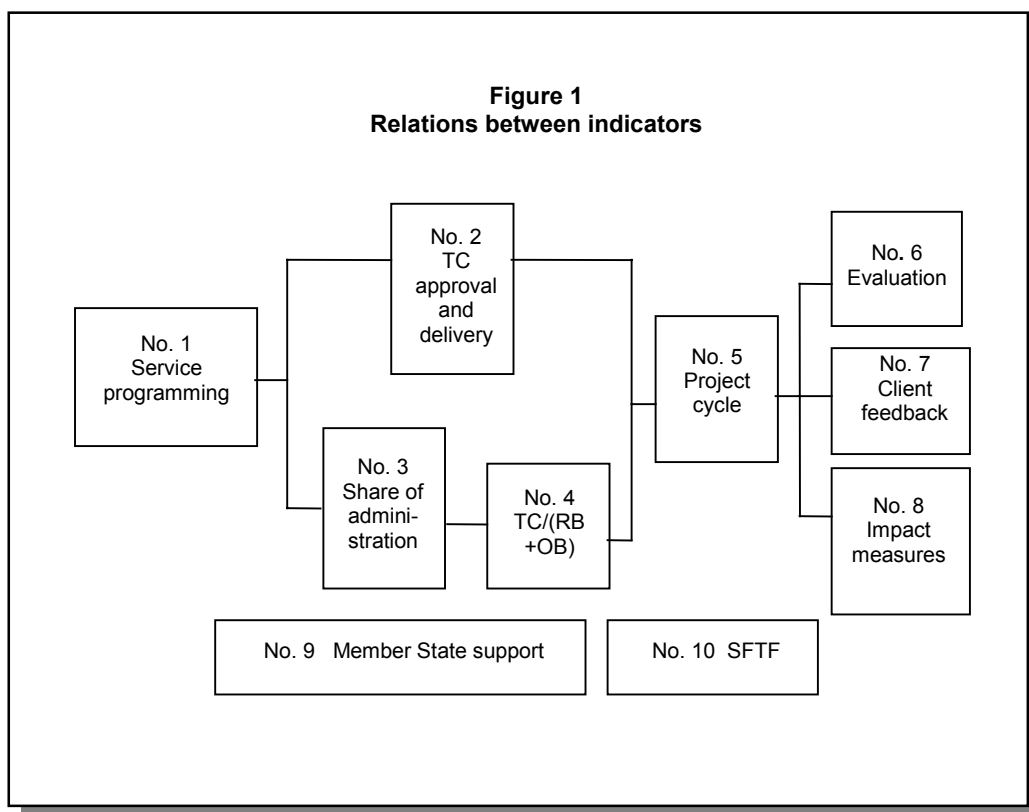 Figure 1
Relations between indicators
No. 1
Service
programming
No. 2
TC
approval
and
delivery
No. 3
Share of
admini-
stration
No. 4
TC/(RB
+OB)
No. 5
Project
cycle
No. 6
Evaluation
No. 7
Client
feedback
No. 8
Impact
measures
No. 9 Member State support
No. 10 SFTF